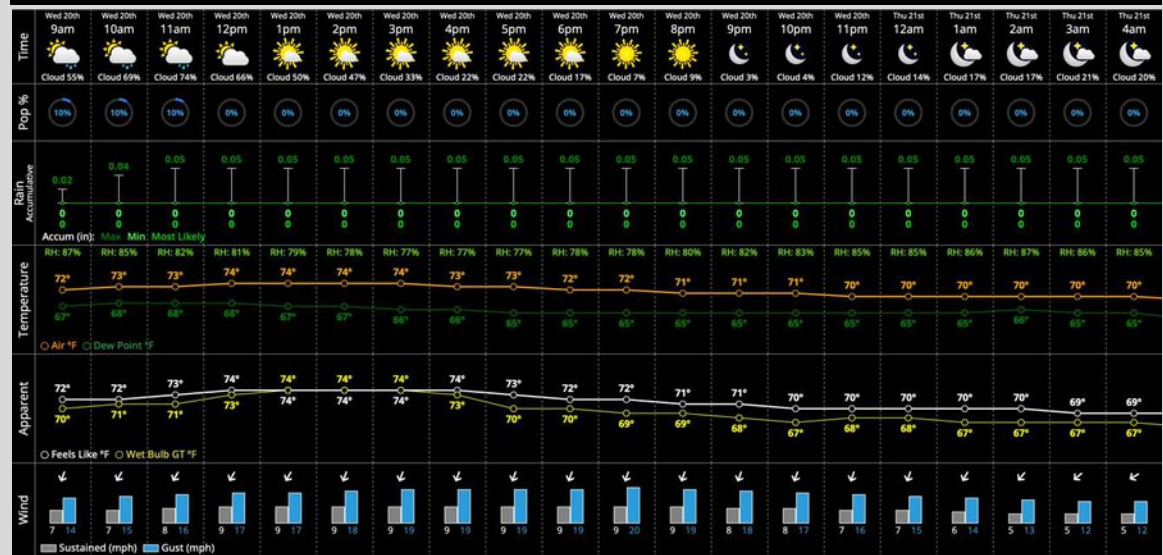 Time
Wed 20th Wed 20th Wed 20th Wed 20th Wed 20th Wed 20th Wed 20th Wed 20th Wed 20th Wed 20th Wed 20th Wed 20th Wed 20th Wed 20th Wed 20th Thu 21st Thu 21st Thu 21st Thu 21st Thu 21st
9am 10am 11am 12pm 1pm 2pm 3pm 4pm 5pm 6pm 7pm 8pm 9pm 10pm 11pm 12am 1am 2am 3am 4am
Cloud 55% Cloud 69% Cloud 74% Cloud 66% Cloud 50% Cloud 47% Cloud 33% Cloud 22% Cloud 22% Cloud 17% Cloud 7% Cloud 9% Cloud 3% Cloud 4% Cloud 12% Cloud 14% Cloud 17% Cloud 17% Cloud 21% Cloud 20%
Pop %
10% 10% 10% 0% 0% 0% 0% 0% 0% 0% 0% 0% 0% 0% 0% 0% 0% 0% 0% 0%
Rain
Accumulative
0.02 0.04 0.05 0.05 0.05 0.05 0.05 0.05 0.05 0.05 0.05 0.05 0.05 0.05 0.05 0.05 0.05 0.05 0.05 0.05
0 0 0 0 0 0 0 0 0 0 0 0 0 0 0 0 0 0 0 0
0 0 0 0 0 0 0 0 0 0 0 0 0 0 0 0 0 0 0 0
Accum (in): Max Min Most Likely
Temperature
RH: 87% RH: 85% RH: 82% RH: 81% RH: 79% RH: 78% RH: 77% RH: 77% RH: 77% RH: 78% RH: 78% RH: 80% RH: 82% RH: 83% RH: 85% RH: 85% RH: 86% RH: 87% RH: 86% RH: 85%
72° 73° 73° 74° 74° 74° 74° 73° 73° 72° 72° 71° 71° 71° 70° 70° 70° 70° 70° 70°
67° 68° 68° 68° 67° 67° 66° 66° 65° 65° 65° 65° 65° 65° 65° 65° 65° 66° 65° 65°
Air °F Dew Point °F
Apparent
72° 72° 73° 74° 74° 74° 74° 74° 73° 72° 72° 71° 71° 70° 70° 70° 70° 70° 69° 69°
70° 71° 71° 73° 74° 74° 74° 73° 70° 70° 69° 69° 68° 67° 68° 68° 67° 67° 67° 67°
Feels Like °F Wet Bulb GT °F
Wind
7 14 7 15 8 16 9 17 9 17 9 18 9 19 9 19 9 19 9 19 9 20 9 19 8 18 8 17 7 16 7 15 6 14 5 13 5 12 5 12
Sustained (mph) Gust (mph)